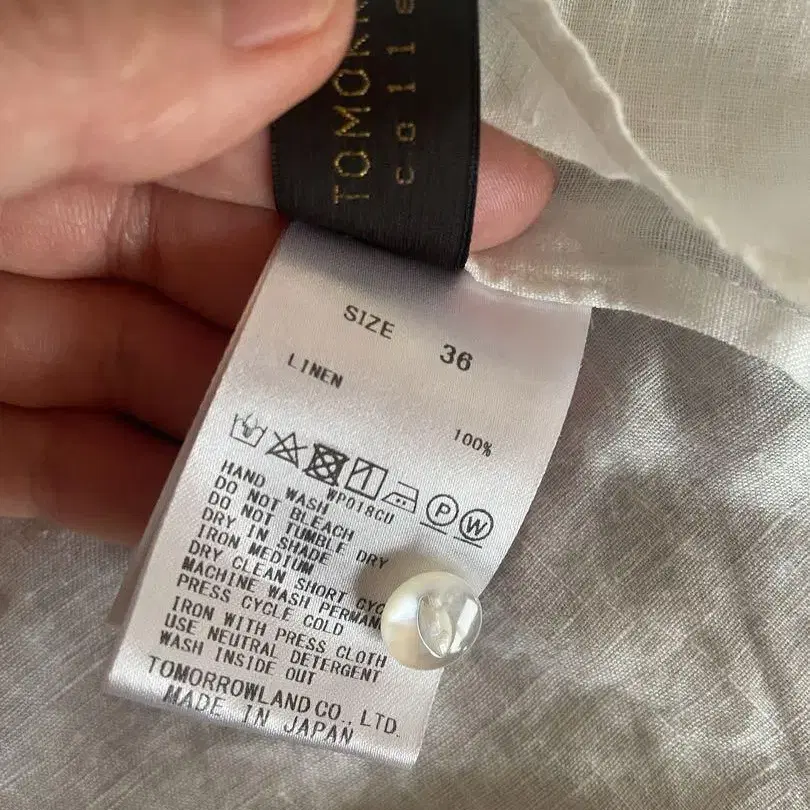 TOMORR
colle
SIZE 36
LINEN
100%
P W
WP018CU
HAND WASH
DO NOT BLEACH
DO NOT TUMBLE DRY
DRY IN SHADE
IRON MEDIUM
DRY CLEAN SHORT CYC
MACHINE WASH PERMAN
PRESS CYCLE COLD
IRON WITH PRESS CLOTH
USE NEUTRAL DETERGENT
WASH INSIDE OUT
TOMORROWLAND CO., LTD.
MADE IN JAPAN